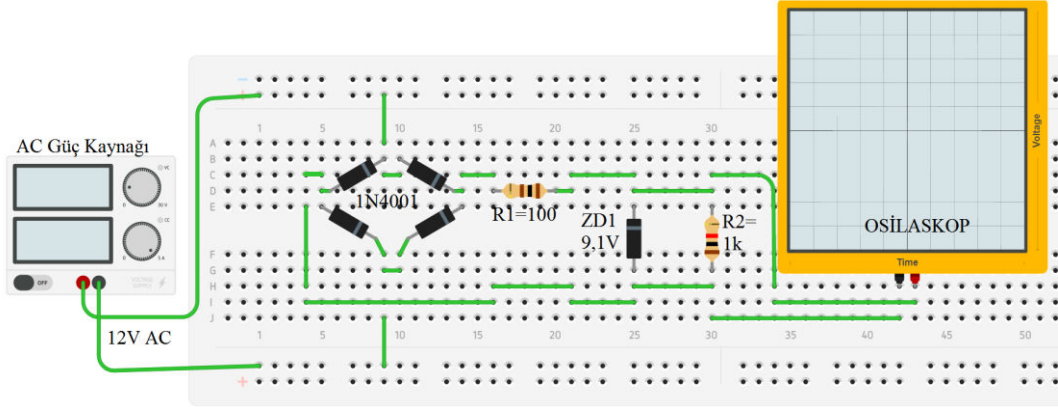 AC Güç Kaynağı
OFF
12V AC
1 5 10 15 20 25 30
A
B
C
D
E
1N4001
R1=100
ZD1
9,1V
R2=
1k
F
G
H
I
J
1 5 10 15 20 25 30 35 40 45 50
OSİLASKOP
Voltage
Time